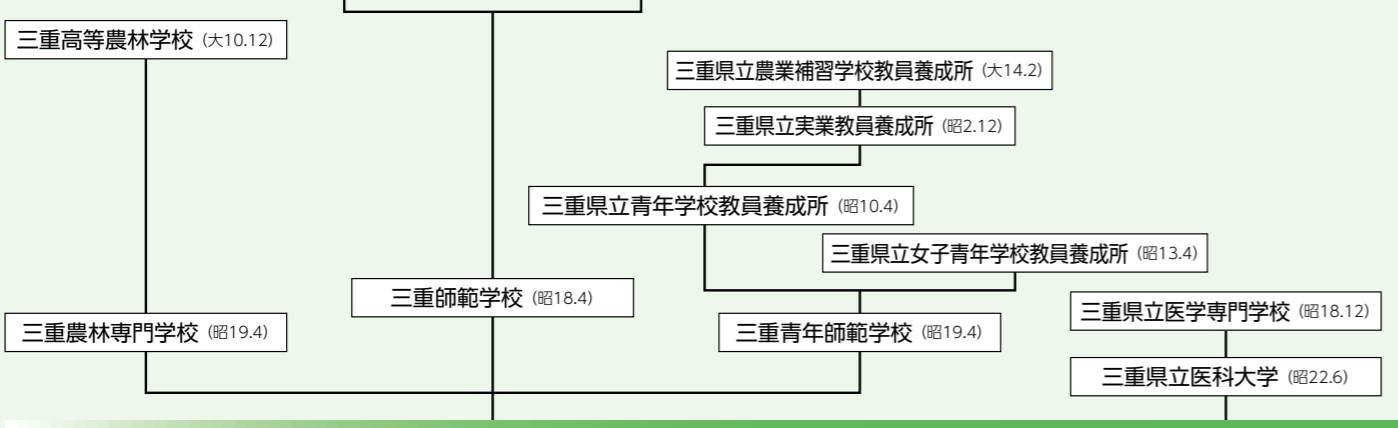 三重高等農林学校（大10.12）
三重県立農業補習学校教員養成所（大14.2）
三重県立実業教員養成所（昭2.12）
三重県立青年学校教員養成所（昭10.4）
三重県立女子青年学校教員養成所（昭13.4）
三重師範学校（昭18.4）
三重県立医学専門学校（昭18.12）
三重農林専門学校（昭19.4）
三重青年師範学校（昭19.4）
三重県立医科大学（昭22.6）